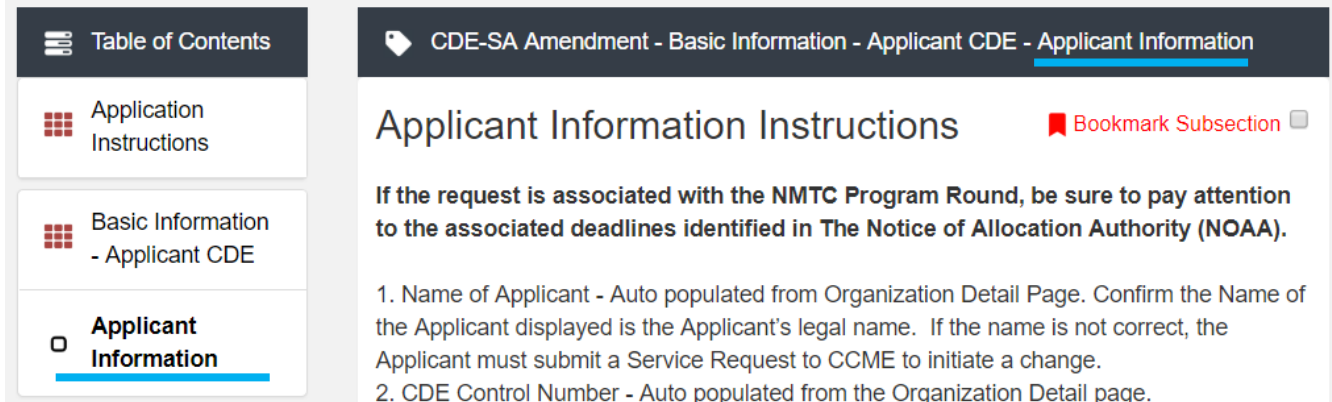 Table of Contents
Application
Instructions
Basic Information
- Applicant CDE
Applicant
Information
CDE-SA Amendment - Basic Information - Applicant CDE - Applicant Information
Applicant Information Instructions
Bookmark Subsection
If the request is associated with the NMTC Program Round, be sure to pay attention
to the associated deadlines identified in The Notice of Allocation Authority (NOAA).
1. Name of Applicant - Auto populated from Organization Detail Page. Confirm the Name of
the Applicant displayed is the Applicant's legal name.  If the name is not correct, the
Applicant must submit a Service Request to CCME to initiate a change.
2. CDE Control Number - Auto populated from the Organization Detail page.